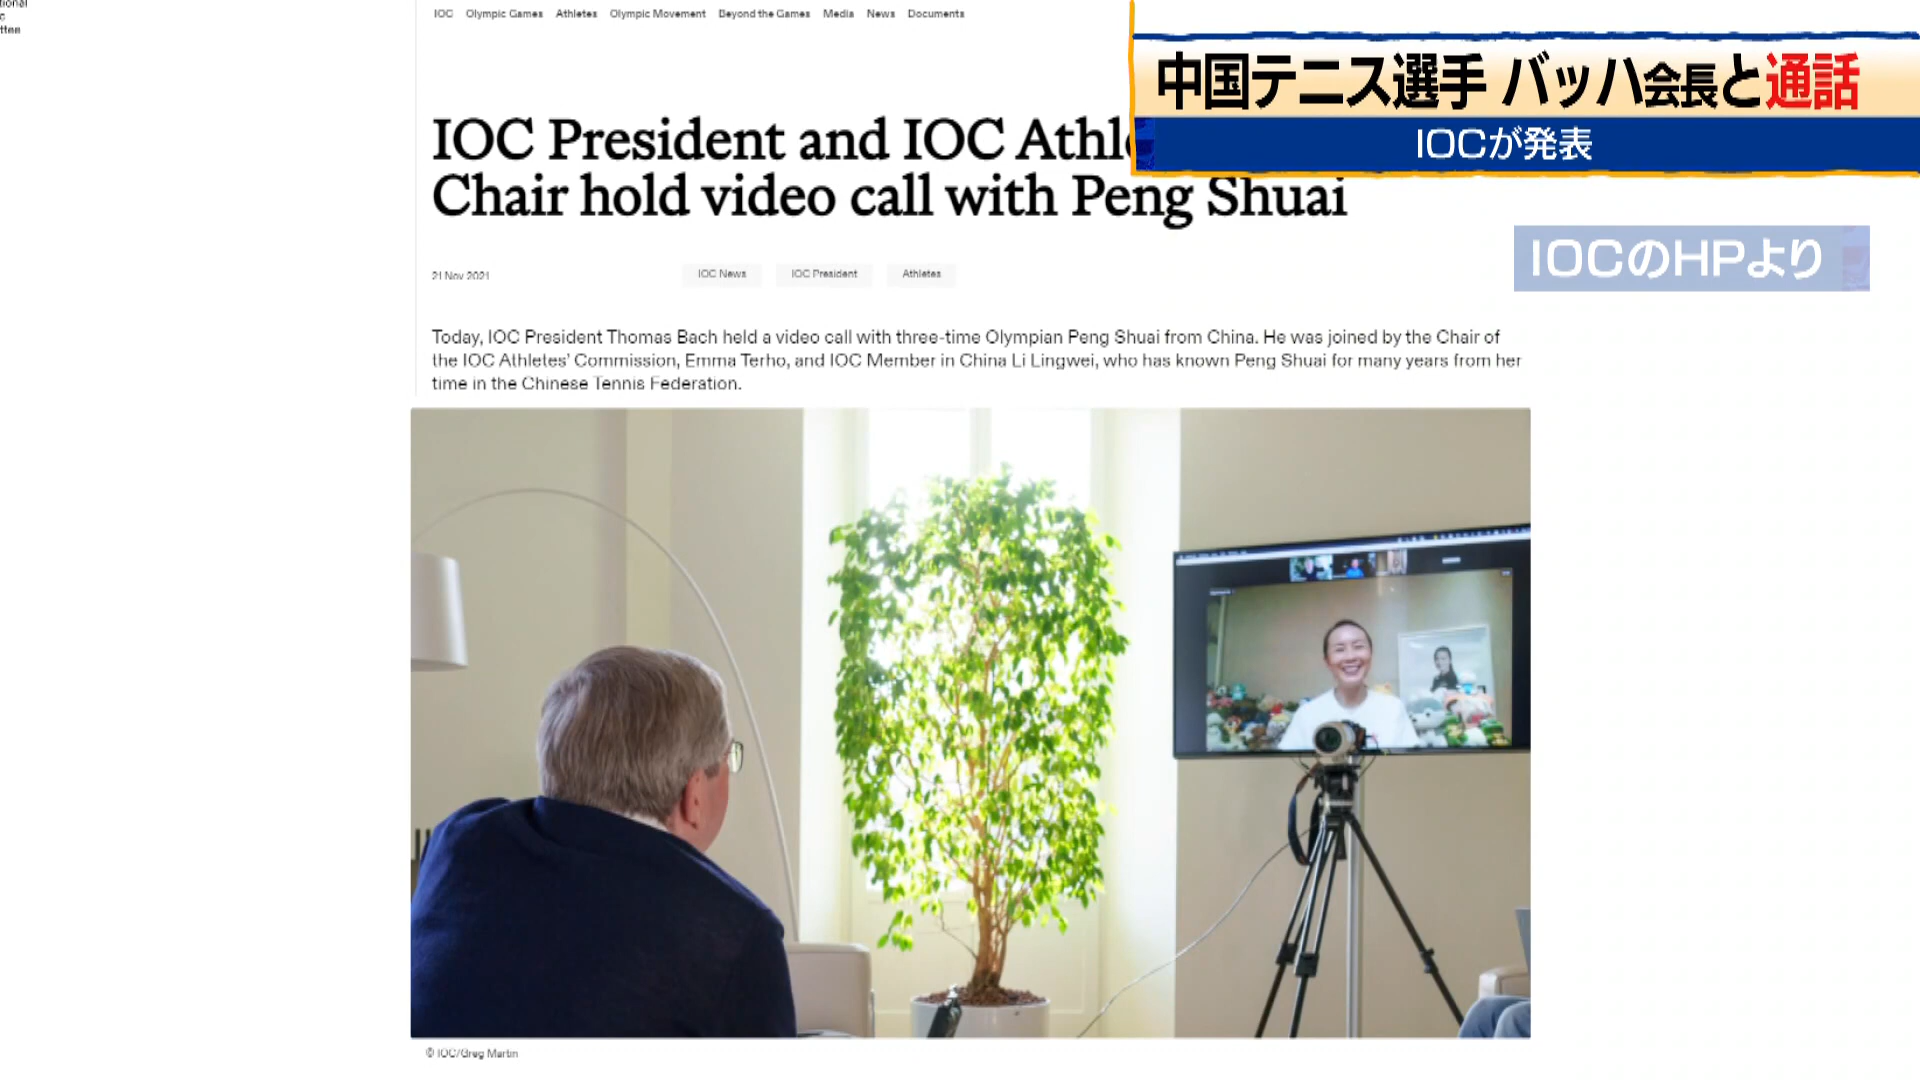 IOC Olympic Games Athletes Olympic Movement Beyond the Games Media News Documents
中国テニス選手 バッハ会長と通話
IOCが発表
IOC President and IOC Athle
Chair hold video call with Peng Shuai
IOCのHPより
21 Nov 2021 IOC News IOC President Athletes
Today, IOC President Thomas Bach held a video call with three-time Olympian Peng Shuai from China. He was joined by the Chair of
the IOC Athletes' Commission, Emma Terho, and IOC Member in China Li Lingwei, who has known Peng Shuai for many years from her
time in the Chinese Tennis Federation.
© IOC/Greg Martin